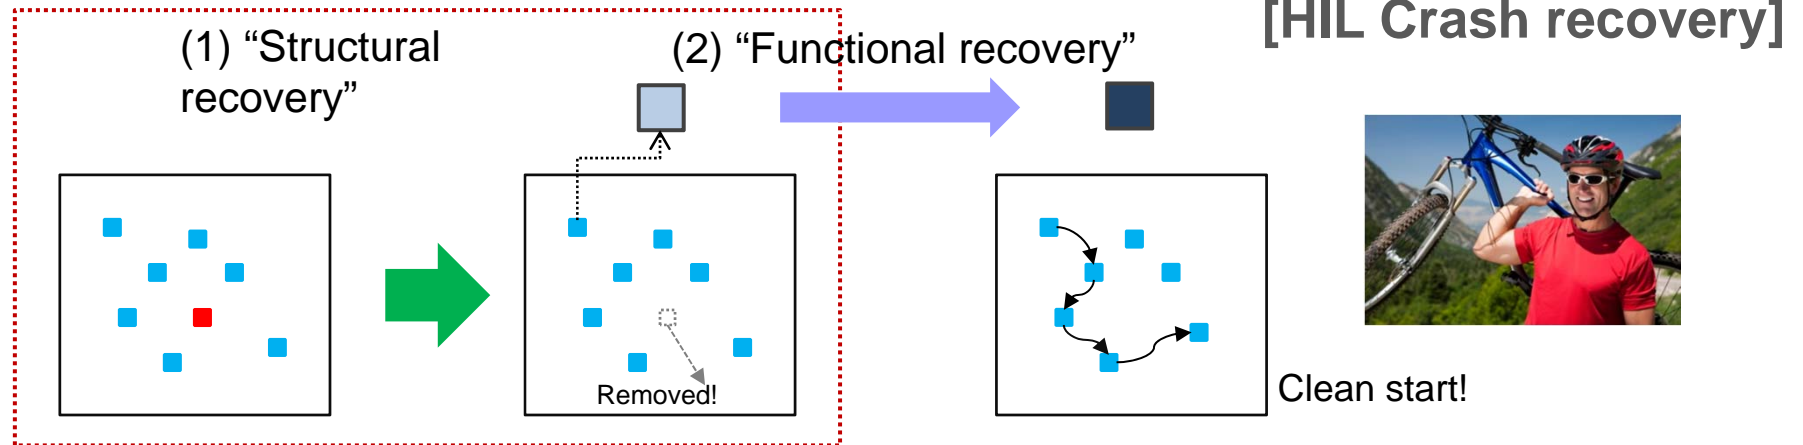 [HIL Crash recovery]
(1) “Structural
recovery”
(2) “Functional recovery”
Removed!
Clean start!